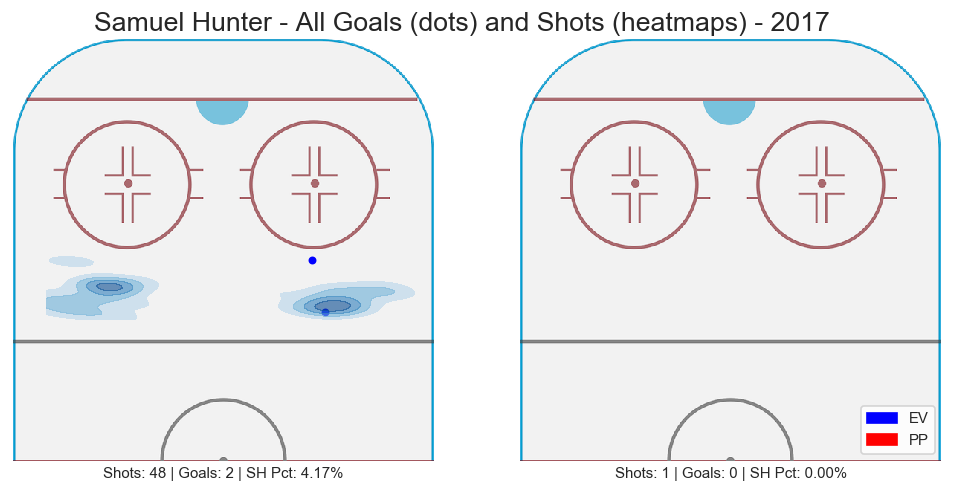 Samuel Hunter - All Goals (dots) and Shots (heatmaps) - 2017
EV
PP
Shots: 48 | Goals: 2 | SH Pct: 4.17%
Shots: 1 | Goals: 0 | SH Pct: 0.00%